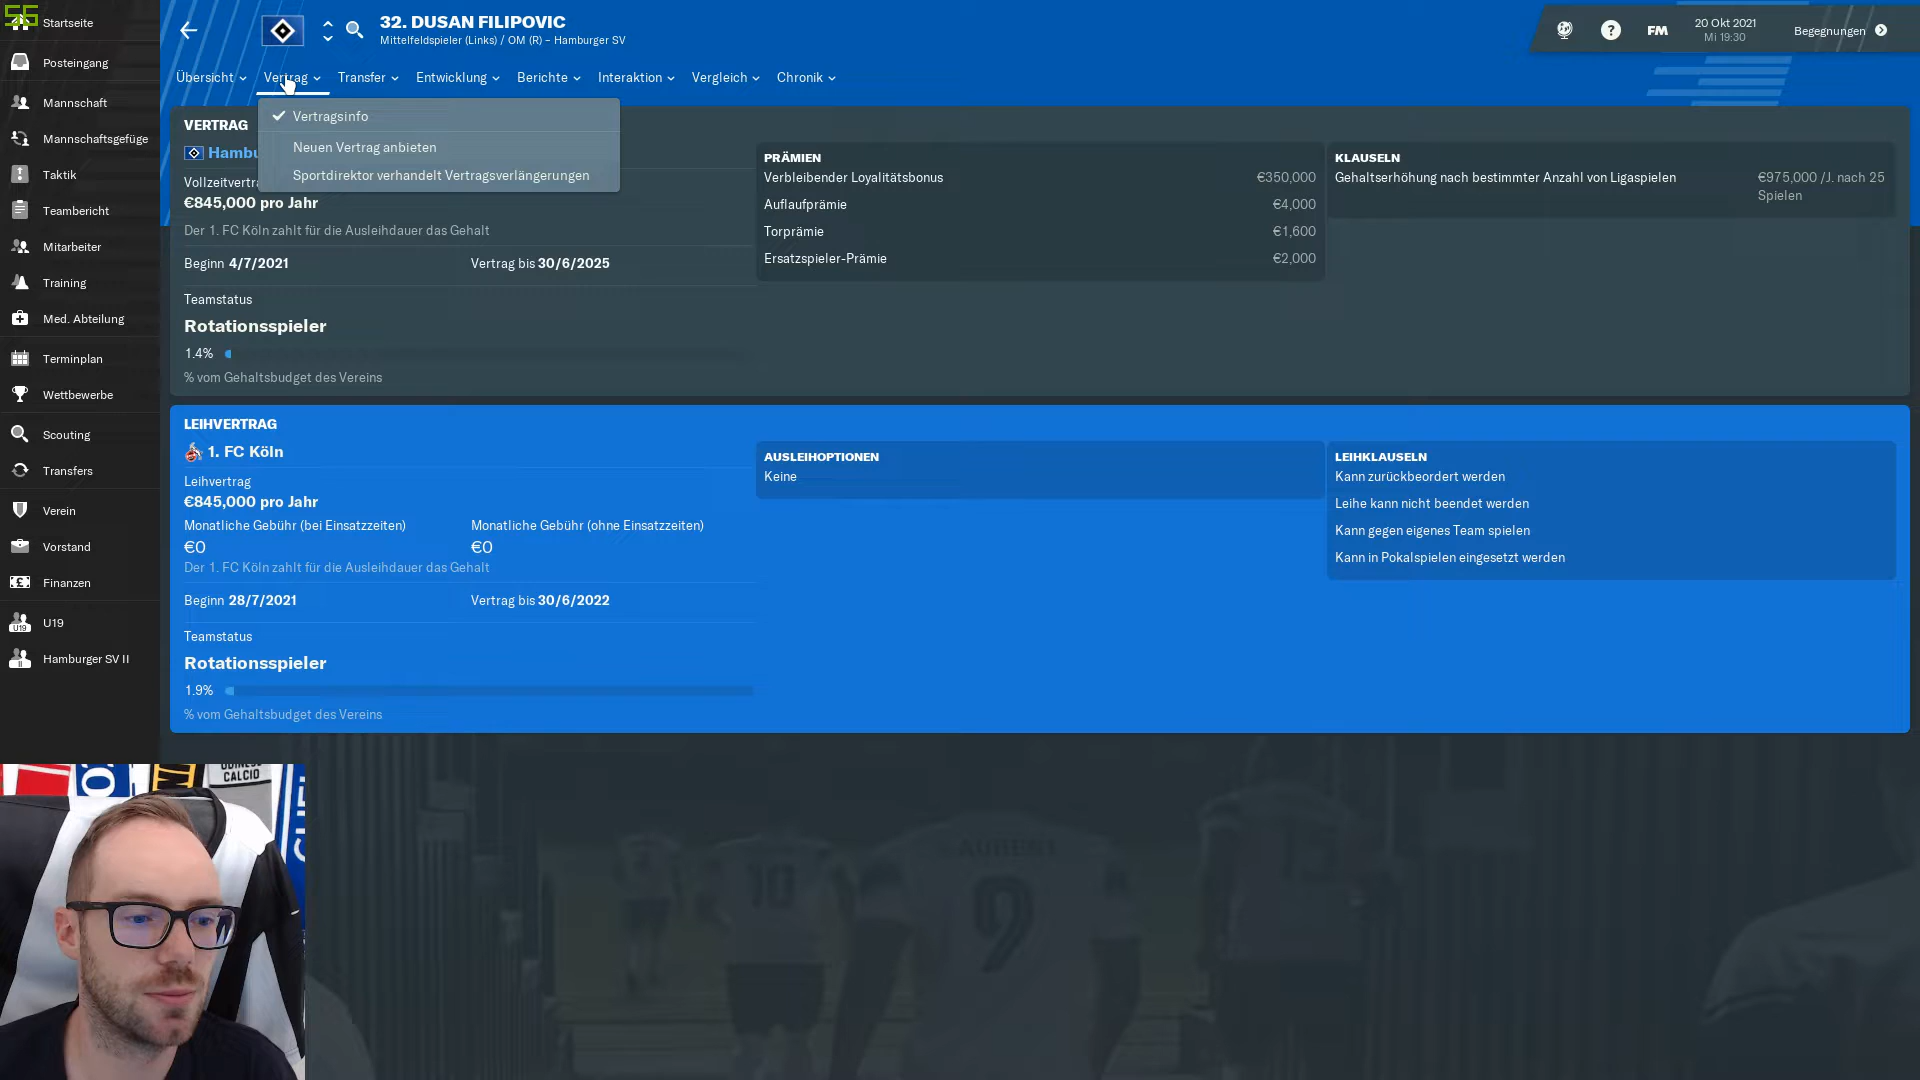 56
Startseite
Posteingang
Mannschaft
Mannschaftsgefüge
Taktik
Teambericht
Mitarbeiter
Training
Med. Abteilung
Terminplan
Wettbewerbe
Scouting
Transfers
Verein
Vorstand
Finanzen
U19
U19
Hamburger SV II
32. DUSAN FILIPOVIC
Mittelfeldspieler (Links) / OM (R) – Hamburger SV
FM
20 Okt 2021
Mi 19:30
Begegnungen
Übersicht
Vertrag
Transfer
Entwicklung
Berichte
Interaktion
Vergleich
Chronik
Vertragsinfo
Neuen Vertrag anbieten
Sportdirektor verhandelt Vertragsverlängerungen
VERTRAG
Hambu
Vollzeitvertra
€845,000 pro Jahr
Der 1. FC Köln zahlt für die Ausleihdauer das Gehalt
Beginn 4/7/2021
Vertrag bis 30/6/2025
Teamstatus
Rotationsspieler
1.4%
% vom Gehaltsbudget des Vereins
PRÄMIEN
Verbleibender Loyalitätsbonus €350,000
Auflaufprämie €4,000
Torprämie €1,600
Ersatzspieler-Prämie €2,000
KLAUSELN
Gehaltserhöhung nach bestimmter Anzahl von Ligaspielen €975,000 /J. nach 25
Spielen
LEIHVERTRAG
1. FC Köln
Leihvertrag
€845,000 pro Jahr
Monatliche Gebühr (bei Einsatzzeiten)
€0
Monatliche Gebühr (ohne Einsatzzeiten)
€0
Der 1. FC Köln zahlt für die Ausleihdauer das Gehalt
Beginn 28/7/2021
Vertrag bis 30/6/2022
Teamstatus
Rotationsspieler
1.9%
% vom Gehaltsbudget des Vereins
AUSLEIHOPTIONEN
Keine
LEIHKLAUSELN
Kann zurückbeordert werden
Leihe kann nicht beendet werden
Kann gegen eigenes Team spielen
Kann in Pokalspielen eingesetzt werden
CALCIO
10
9